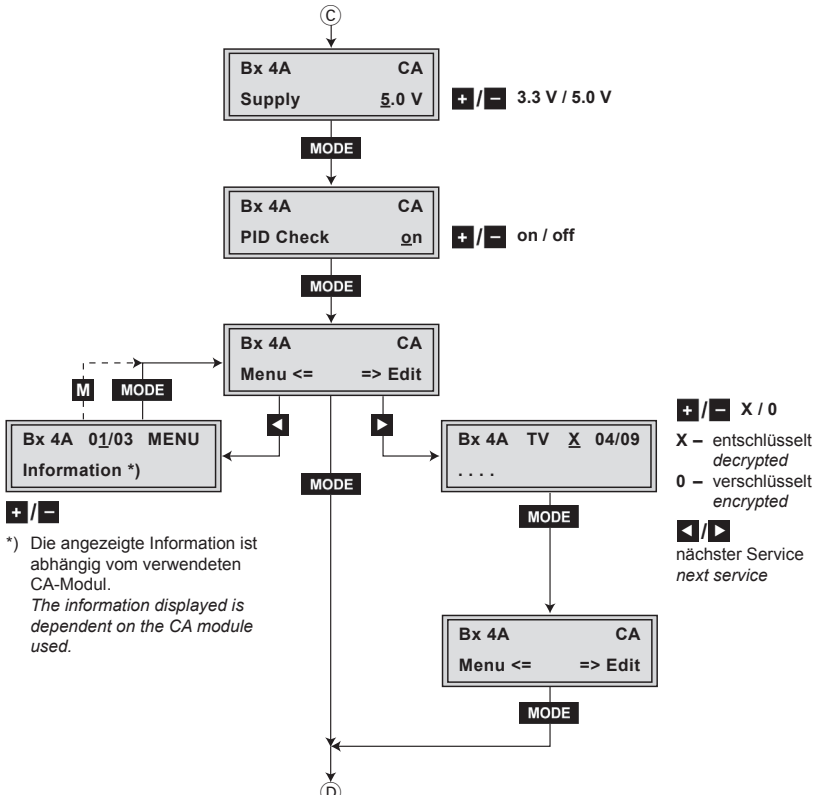 C
Bx 4A CA
Supply 5.0 V
+ / − 3.3 V / 5.0 V
MODE
Bx 4A CA
PID Check on
+ / − on / off
MODE
Bx 4A CA
Menu <= => Edit
M MODE
Bx 4A 01/03 MENU
Information *)
+ / −
*) Die angezeigte Information ist
abhängig vom verwendeten
CA-Modul.
The information displayed is
dependent on the CA module
used.
◄
►
MODE
Bx 4A TV X 04/09
. . . .
+ / − X / 0
X – entschlüsselt
decrypted
0 – verschlüsselt
encrypted
◄ / ►
nächster Service
next service
MODE
Bx 4A CA
Menu <= => Edit
MODE
D